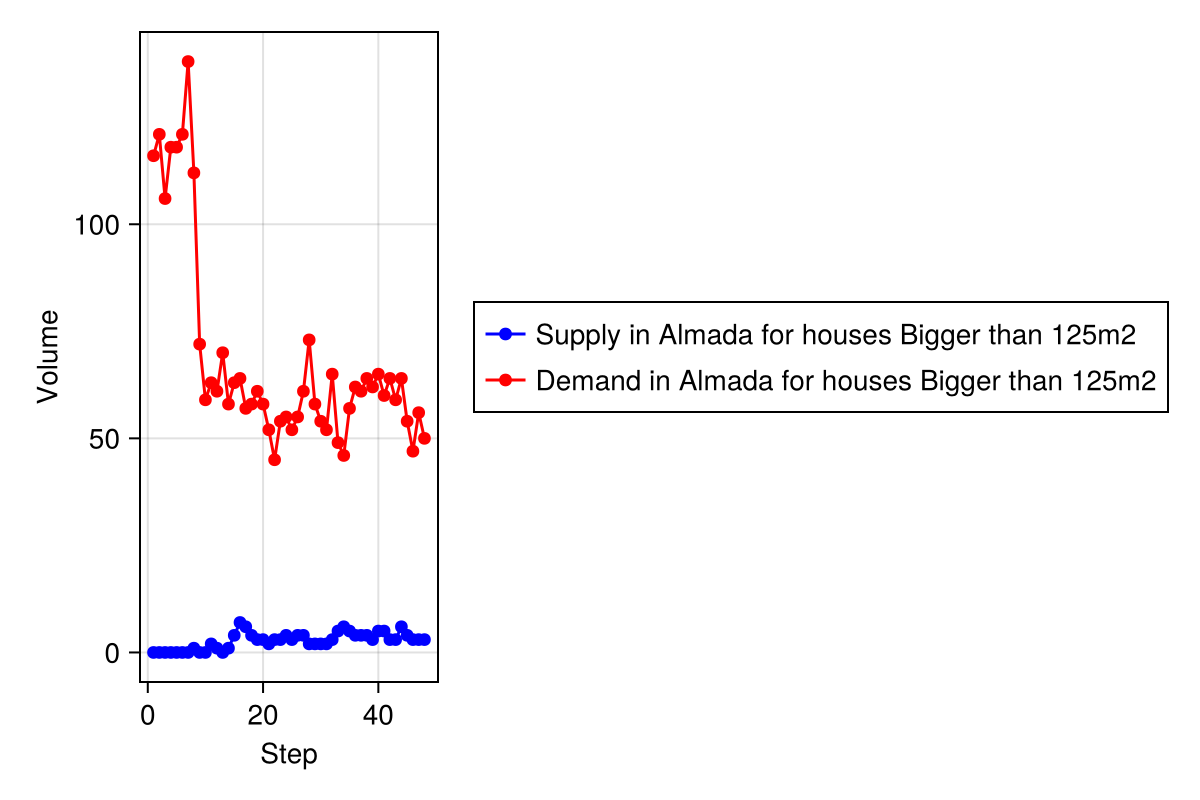 Volume
100
50
0
0 20 40
Step
Supply in Almada for houses Bigger than 125m2
Demand in Almada for houses Bigger than 125m2